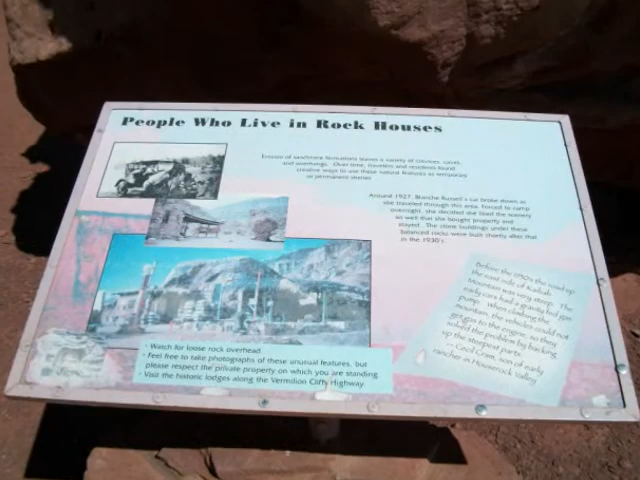 People Who Live in Rock Houses
Erosion of sandstone formations leaves a variety of crevices, caves,
and overhangs. Over time, travelers and residents found
creative ways to use these natural features as temporary
or permanent shelter.
Around 1927, Blanche Russell's car broke down as
she traveled through this area. Forced to camp
overnight, she decided she liked the scenery
so well that she bought property and
stayed. The stone buildings under these
balanced rocks were built shortly after that
in the 1930's.
Before the 1960s the road up
the east side of Kaibab
Mountain was very steep. The
early cars had a gravity fed gas
pump. When climbing the
mountain, the vehicles could not
get gas to the engine, so they
solved the problem by backing
up the steepest parts.
- Cecil Cram, son of early
rancher in Houserock Valley
· Watch for loose rock overhead
· Feel free to take photographs of these unusual features, but
please respect the private property on which you are standing.
· Visit the historic lodges along the Vermilion Cliffs Highway